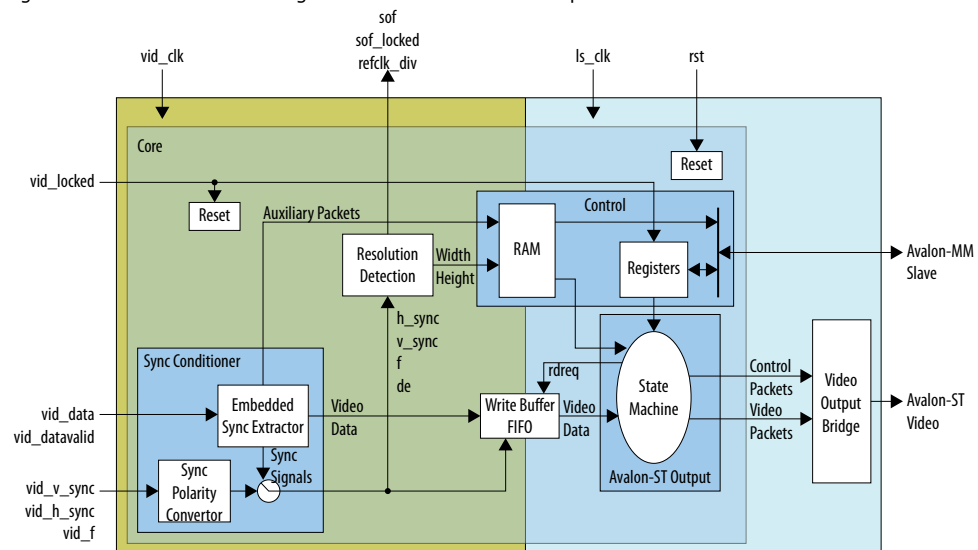 sof
sof_locked
refclk_div
vid_clk
ls_clk
rst
Core
Reset
vid_locked
Reset
Control
Auxiliary Packets
RAM
Resolution
Detection
Width
Height
Registers
Avalon-MM
Slave
h_sync
v_sync
f
de
Sync Conditioner
rdreq
State
Machine
Control
Packets
Video
Packets
Video
Output
Bridge
Avalon-ST
Video
vid_data
vid_datavalid
Embedded
Sync Extractor
Video
Data
Write Buffer
FIFO
Video
Data
Sync
Signals
Sync
Polarity
Convertor
Avalon-ST Output
vid_v_sync
vid_h_sync
vid_f